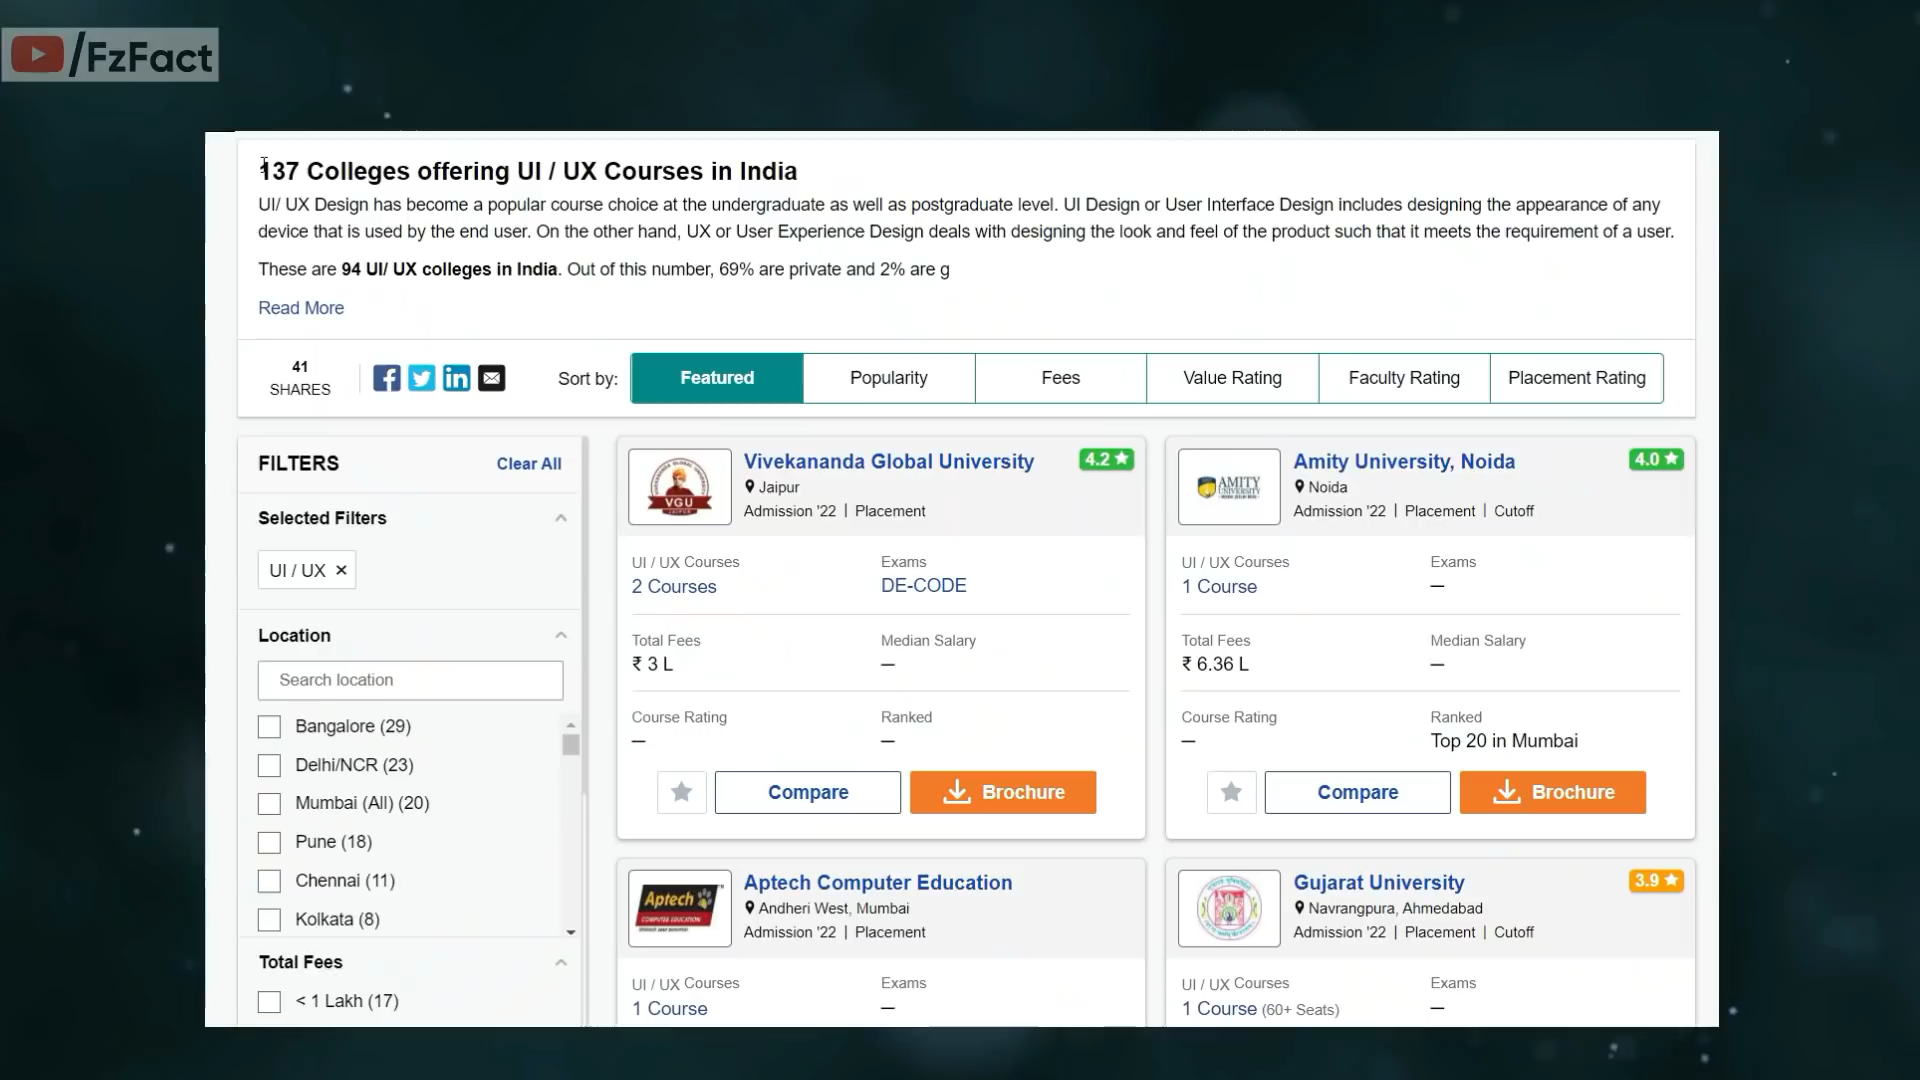 /FzFact
137 Colleges offering UI / UX Courses in India
UI/ UX Design has become a popular course choice at the undergraduate as well as postgraduate level. UI Design or User Interface Design includes designing the appearance of any
device that is used by the end user. On the other hand, UX or User Experience Design deals with designing the look and feel of the product such that it meets the requirement of a user.
These are 94 UI/ UX colleges in India. Out of this number, 69% are private and 2% are g
Read More
41
SHARES
Sort by:
Featured
Popularity
Fees
Value Rating
Faculty Rating
Placement Rating
FILTERS
Clear All
Selected Filters
UI / UX ×
Location
Search location
Bangalore (29)
Delhi/NCR (23)
Mumbai (All) (20)
Pune (18)
Chennai (11)
Kolkata (8)
Total Fees
< 1 Lakh (17)
VGU
Vivekananda Global University
4.2 ★
Jaipur
Admission '22 | Placement
UI / UX Courses
Exams
2 Courses
DE-CODE
Total Fees
Median Salary
₹ 3 L
–
Course Rating
Ranked
–
–
Compare
Brochure
AMITY
UNIVERSITY
Amity University, Noida
4.0 ★
Noida
Admission '22 | Placement | Cutoff
UI / UX Courses
Exams
1 Course
–
Total Fees
Median Salary
₹ 6.36 L
–
Course Rating
Ranked
–
Top 20 in Mumbai
Compare
Brochure
Aptech
COMPUTER EDUCATION
Aptech Computer Education
Andheri West, Mumbai
Admission '22 | Placement
UI / UX Courses
Exams
1 Course
–
Gujarat University
3.9 ★
Navrangpura, Ahmedabad
Admission '22 | Placement | Cutoff
UI / UX Courses
Exams
1 Course (60+ Seats)
–